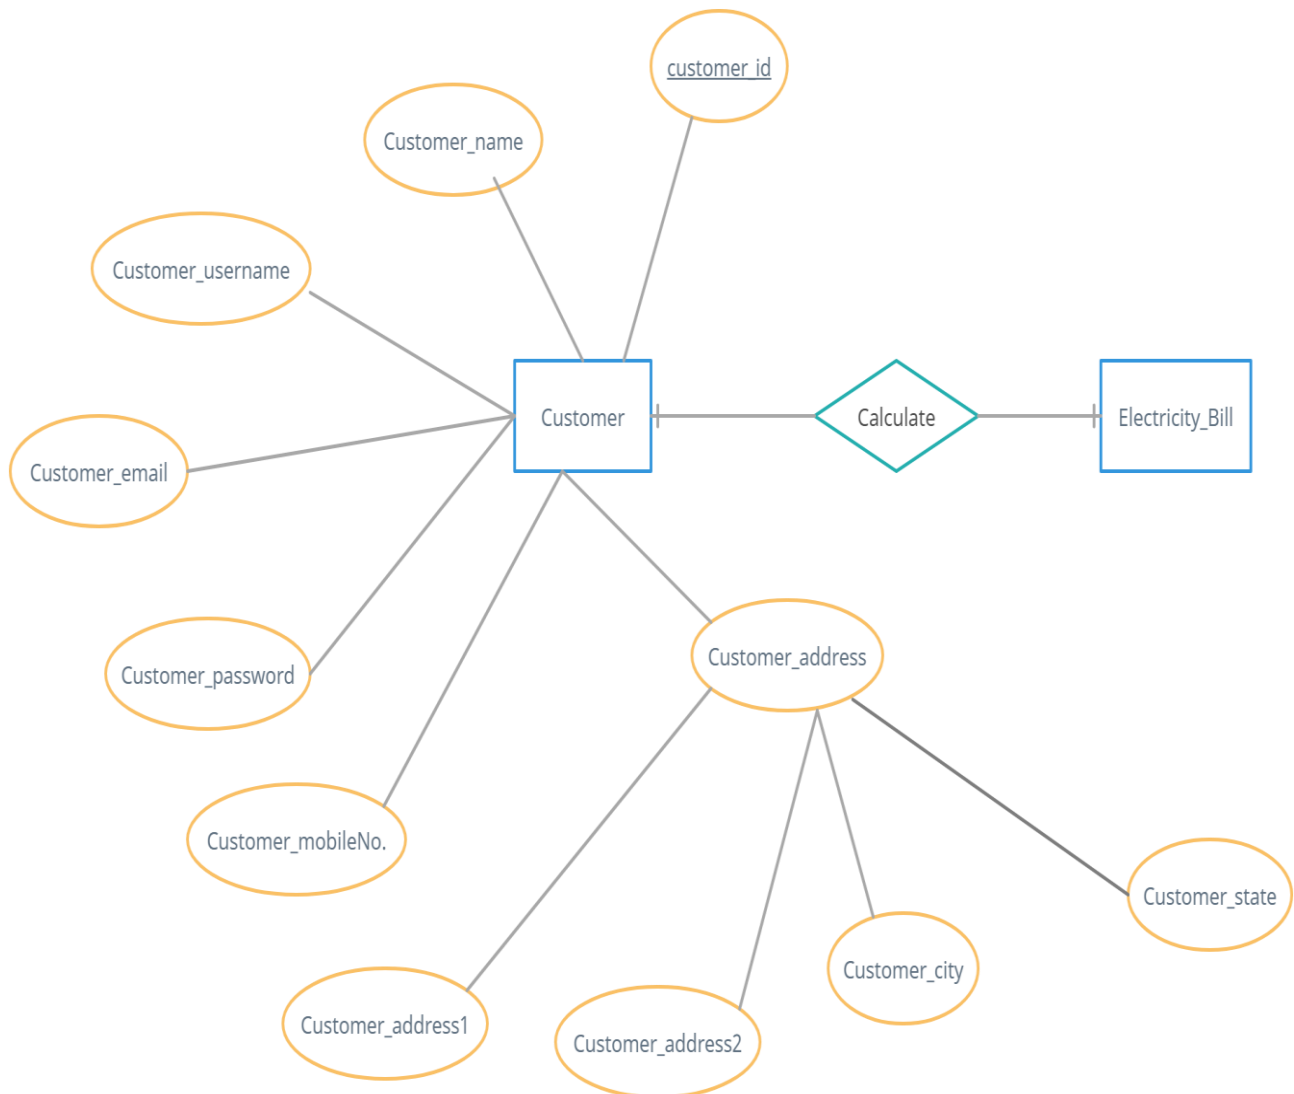 customer_id
Customer_name
Customer_username
Customer
Calculate
Electricity_Bill
Customer_email
Customer_address
Customer_password
Customer_mobileNo.
Customer_state
Customer_city
Customer_address1
Customer_address2